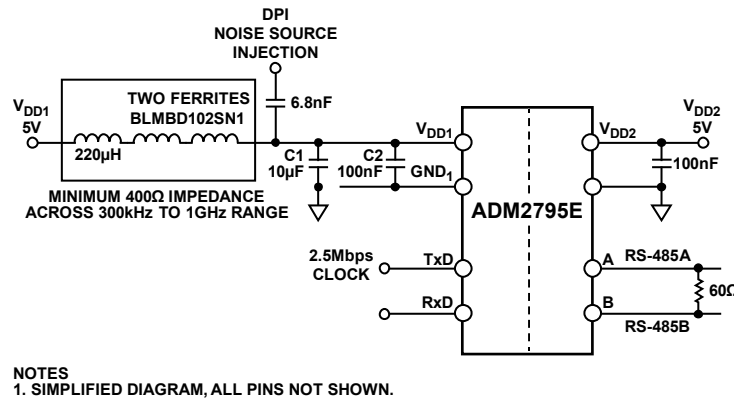 DPI
NOISE SOURCE
INJECTION
VDD1
5V
TWO FERRITES
BLMBD102SN1
220µH
6.8nF
MINIMUM 400Ω IMPEDANCE
ACROSS 300kHz TO 1GHz RANGE
C1
10µF
C2
100nF
VDD1
GND1
VDD2
VDD2
5V
100nF
ADM2795E
2.5Mbps
CLOCK
TxD
RxD
A
B
RS-485A
60Ω
RS-485B
NOTES
1. SIMPLIFIED DIAGRAM, ALL PINS NOT SHOWN.